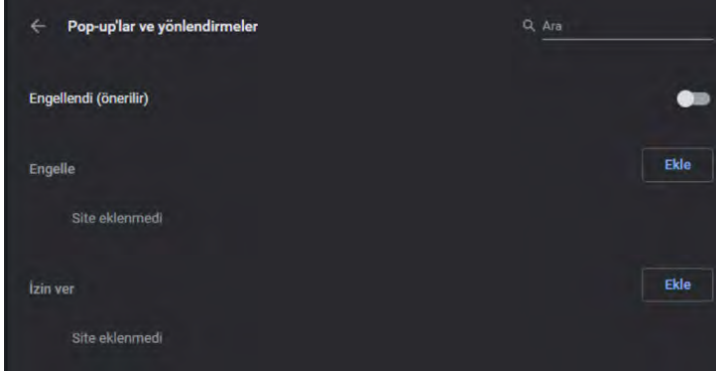 Pop-up'lar ve yönlendirmeler
Ara
Engellendi (önerilir)
Engelle
Ekle
Site eklenmedi
İzin ver
Ekle
Site eklenmedi